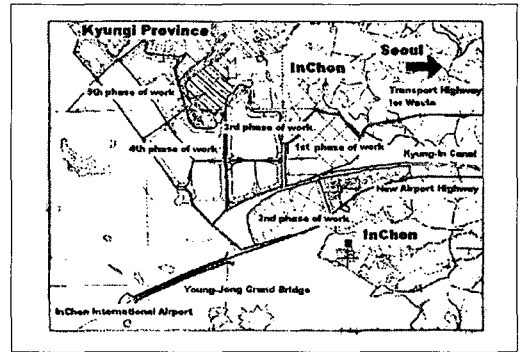 Kyungi Province
Seoul
InChon
Transport Highway
for Waste
5th phase of work
3rd phase of work
4th phase of work
1st phase of work
Kyung-In Canal
New Airport Highway
2nd phase of work
InChon
Young-Jong Grand Bridge
InChon International Airport